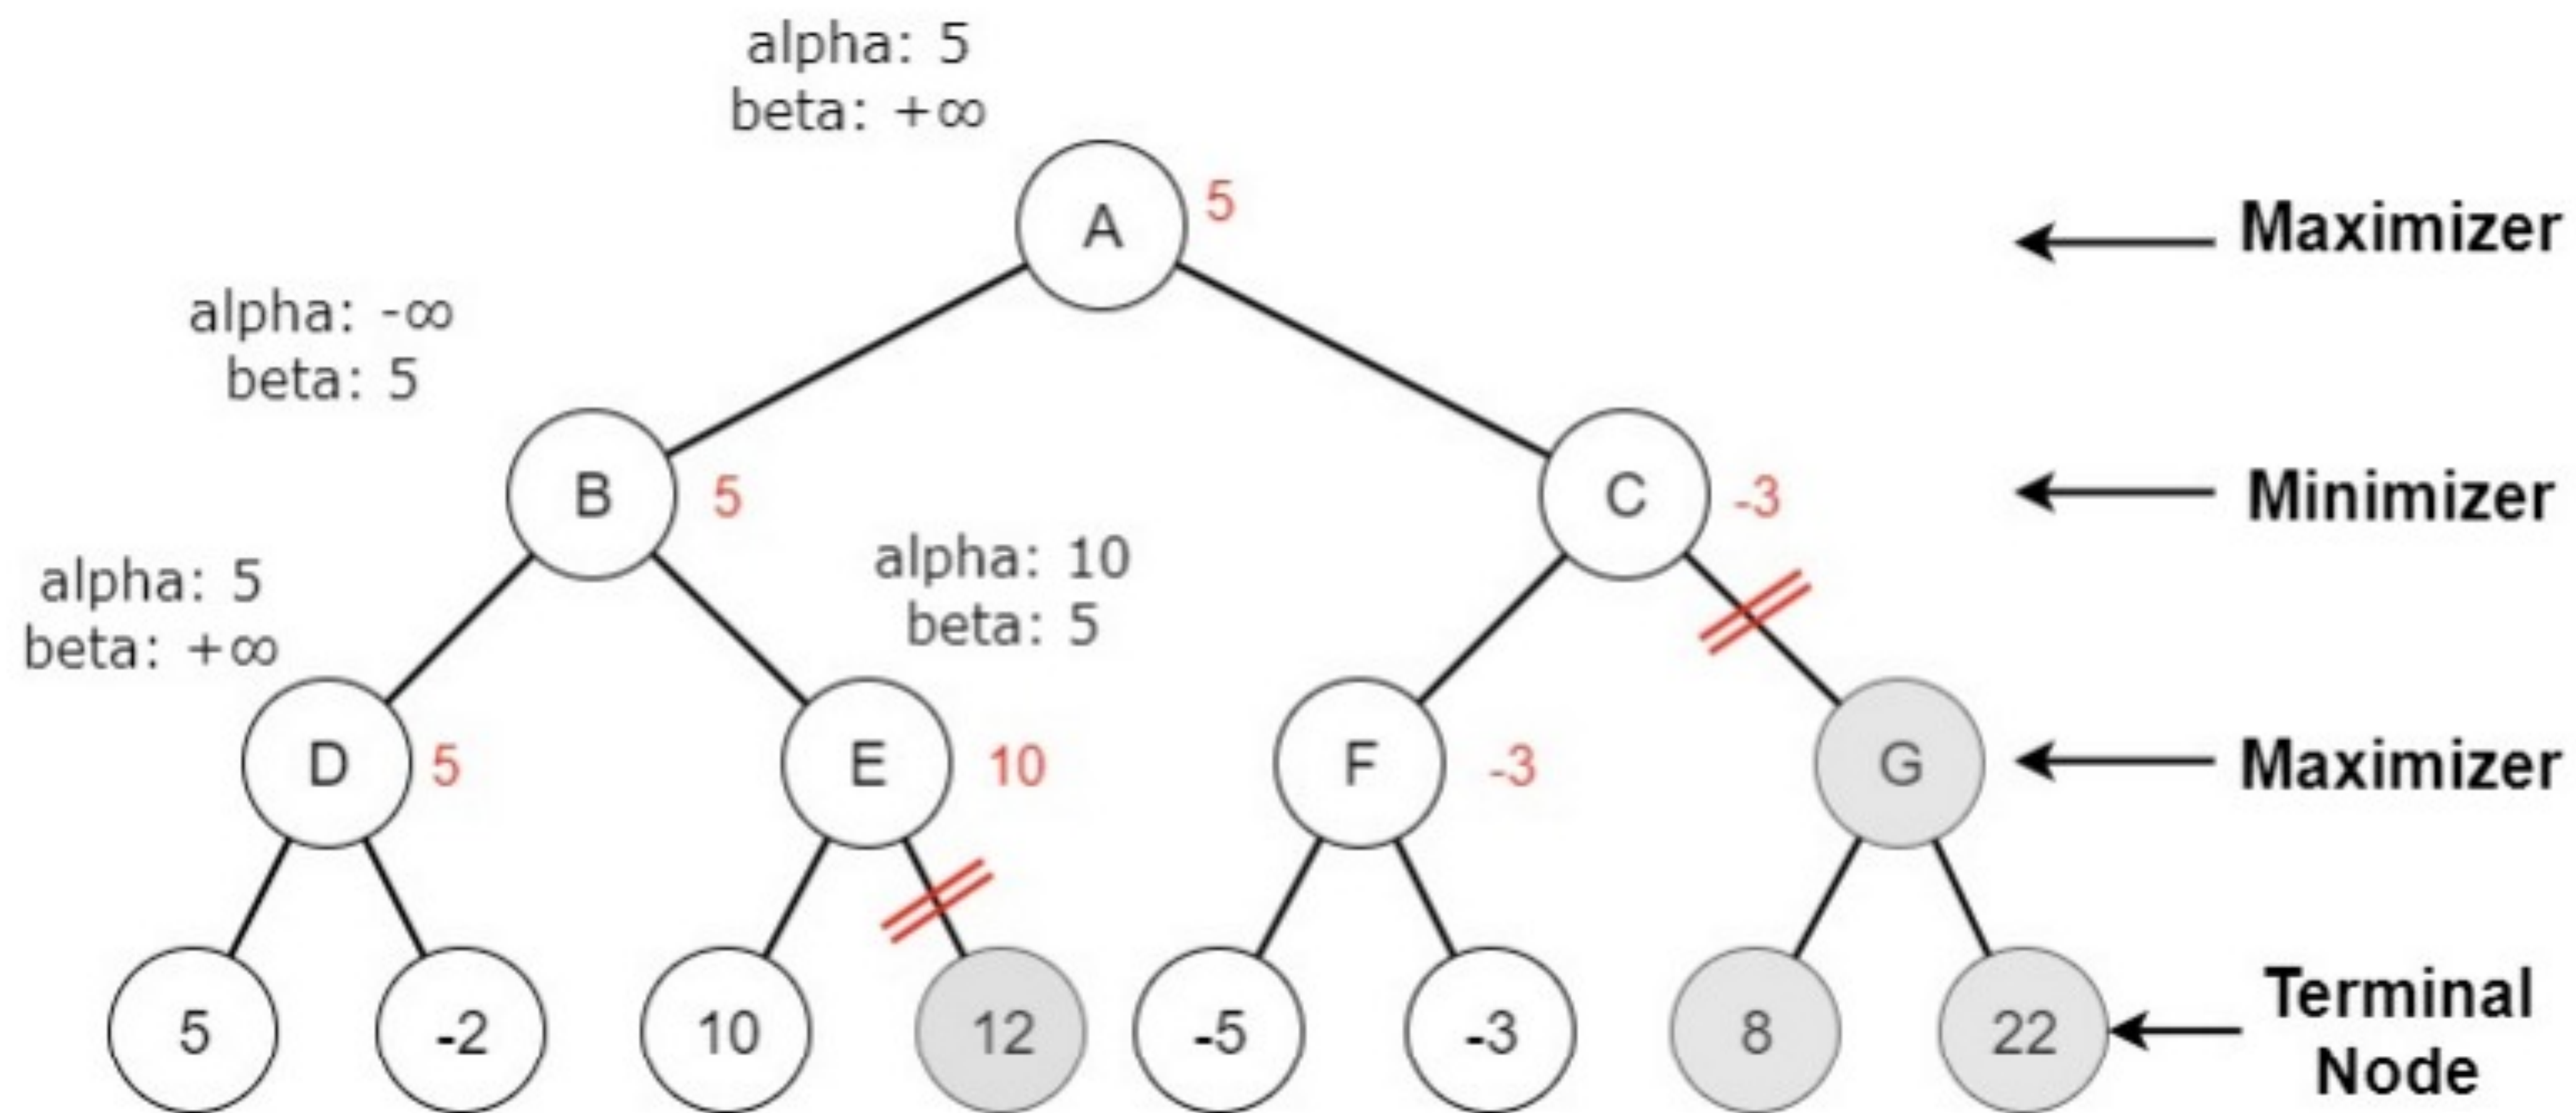 alpha: 5
beta: +∞
A
5
Maximizer
alpha: -∞
beta: 5
B
5
C
-3
Minimizer
alpha: 5
beta: +∞
alpha: 10
beta: 5
D
5
E
10
F
-3
G
Maximizer
5
-2
10
12
-5
-3
8
22
Terminal
Node